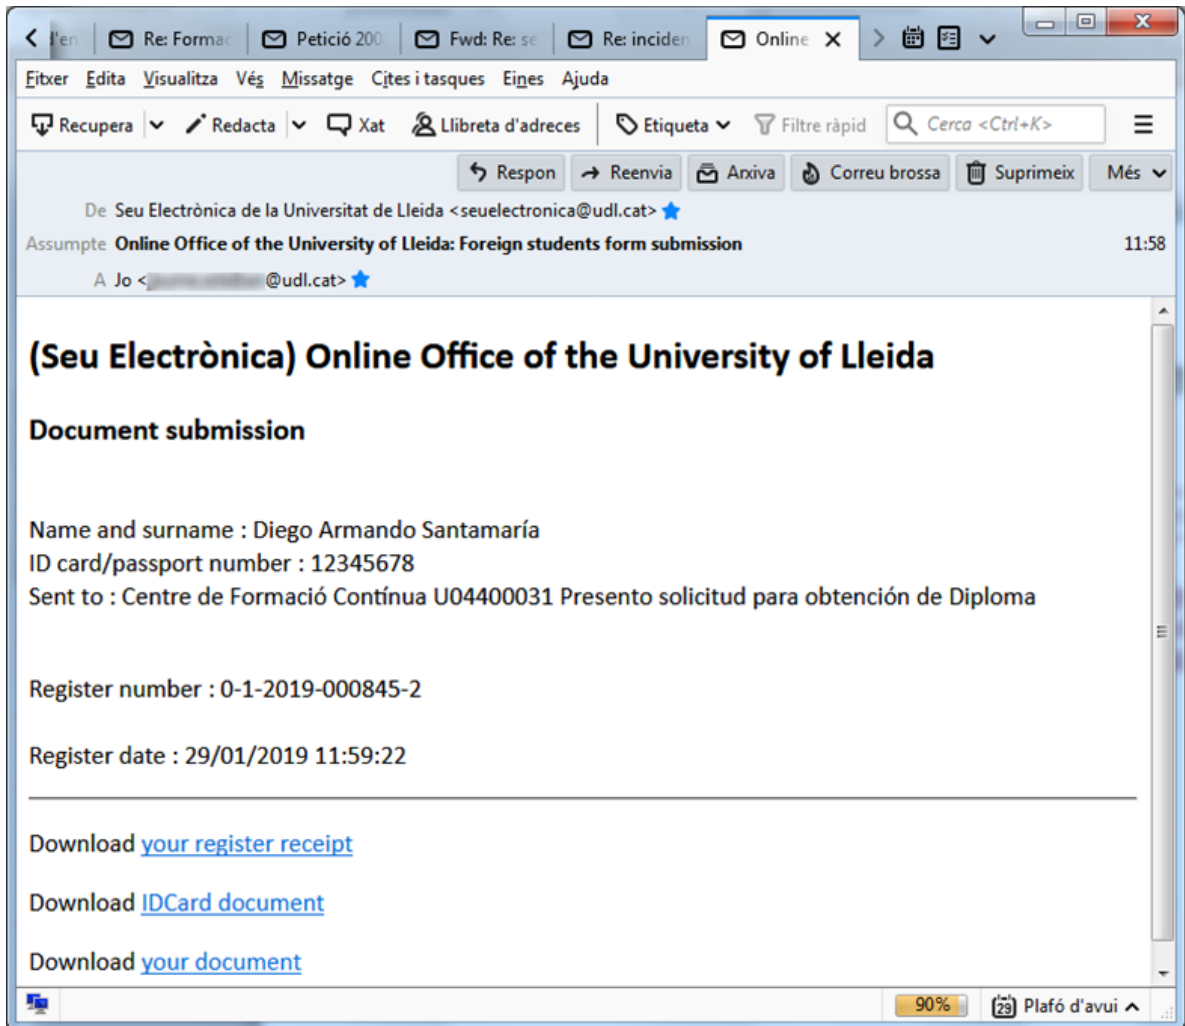 l'en Re: Formac Petició 200 Fwd: Re: se Re: inciden Online
Fitxer Edita Visualitza Vés Missatge Cites i tasques Eines Ajuda
Recupera Redacta Xat Llibreta d'adreces Etiqueta Filtre ràpid Cerca <Ctrl+K>
Respon Reenvia Arxiva Correu brossa Suprimeix Més
De Seu Electrònica de la Universitat de Lleida <seuelectronica@udl.cat>
Assumpte Online Office of the University of Lleida: Foreign students form submission 11:58
A Jo < @udl.cat>
(Seu Electrònica) Online Office of the University of Lleida
Document submission
Name and surname : Diego Armando Santamaría
ID card/passport number : 12345678
Sent to : Centre de Formació Contínua U04400031 Presento solicitud para obtención de Diploma
Register number : 0-1-2019-000845-2
Register date : 29/01/2019 11:59:22
Download your register receipt
Download IDCard document
Download your document
90% 29 Plafó d'avui